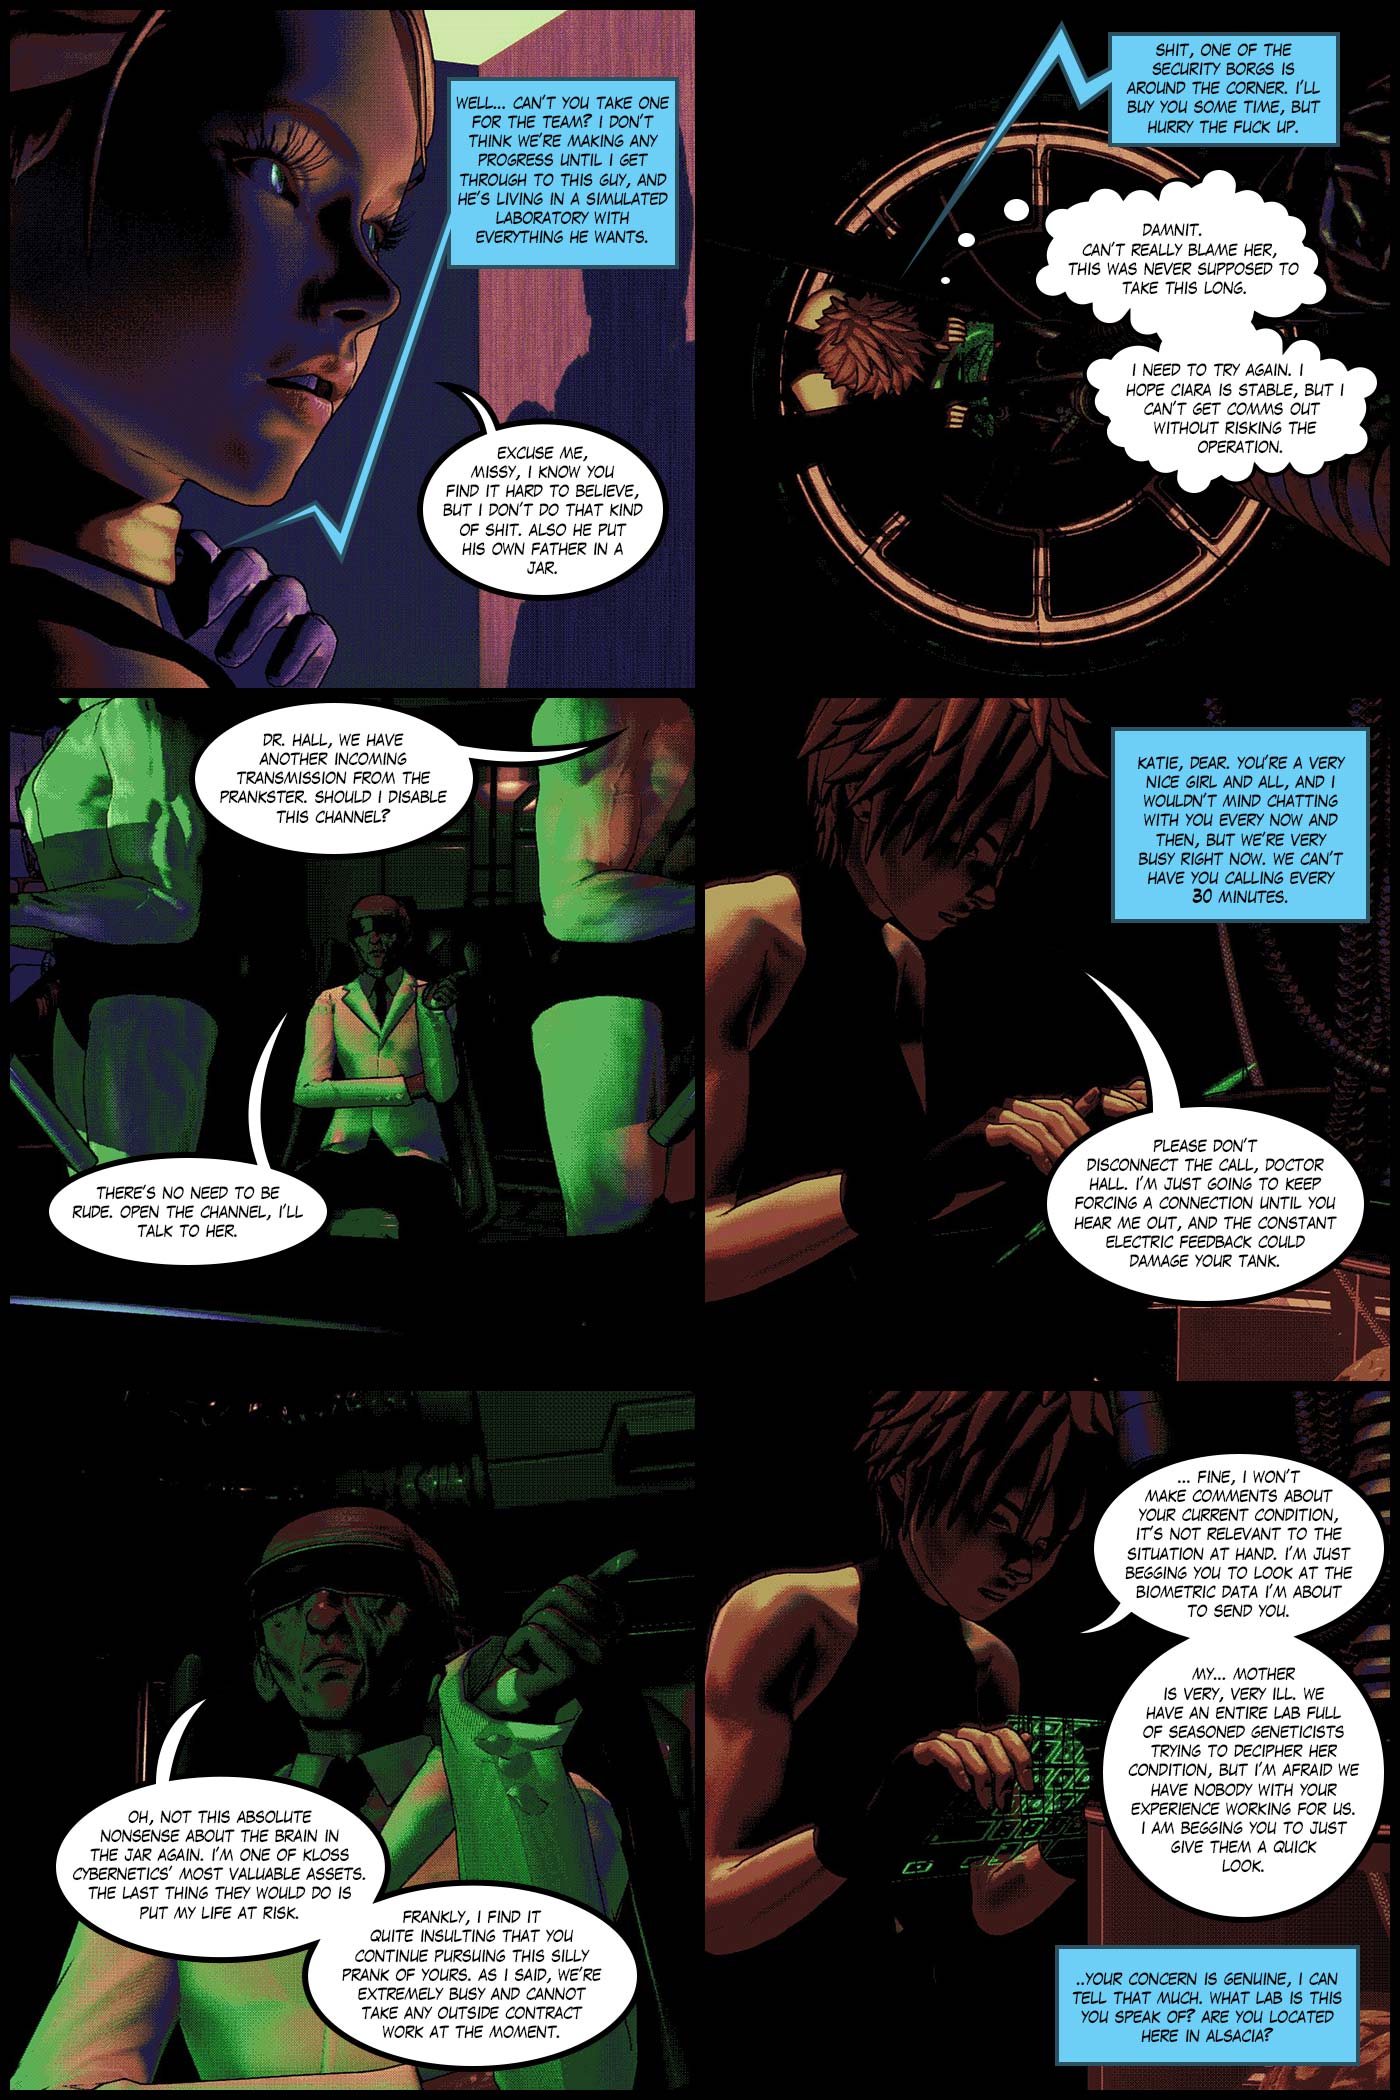 WELL... CAN'T YOU TAKE ONE
FOR THE TEAM? I DON'T
THINK WE'RE MAKING ANY
PROGRESS UNTIL I GET
THROUGH TO THIS GUY, AND
HE'S LIVING IN A SIMULATED
LABORATORY WITH
EVERYTHING HE WANTS.
EXCUSE ME,
MISSY, I KNOW YOU
FIND IT HARD TO BELIEVE,
BUT I DON'T DO THAT KIND
OF SHIT. ALSO HE PUT
HIS OWN FATHER IN A
JAR.
SHIT, ONE OF THE
SECURITY BORGS IS
AROUND THE CORNER. I'LL
BUY YOU SOME TIME, BUT
HURRY THE FUCK UP.
DAMNIT.
CAN'T REALLY BLAME HER,
THIS WAS NEVER SUPPOSED TO
TAKE THIS LONG.
I NEED TO TRY AGAIN. I
HOPE CIARA IS STABLE, BUT I
CAN'T GET COMMS OUT
WITHOUT RISKING THE
OPERATION.
DR. HALL, WE HAVE
ANOTHER INCOMING
TRANSMISSION FROM THE
PRANKSTER. SHOULD I DISABLE
THIS CHANNEL?
THERE'S NO NEED TO BE
RUDE. OPEN THE CHANNEL, I'LL
TALK TO HER.
KATIE, DEAR. YOU'RE A VERY
NICE GIRL AND ALL, AND I
WOULDN'T MIND CHATTING
WITH YOU EVERY NOW AND
THEN, BUT WE'RE VERY
BUSY RIGHT NOW. WE CAN'T
HAVE YOU CALLING EVERY
30 MINUTES.
PLEASE DON'T
DISCONNECT THE CALL, DOCTOR
HALL. I'M JUST GOING TO KEEP
FORCING A CONNECTION UNTIL YOU
HEAR ME OUT, AND THE CONSTANT
ELECTRIC FEEDBACK COULD
DAMAGE YOUR TANK.
OH, NOT THIS ABSOLUTE
NONSENSE ABOUT THE BRAIN IN
THE JAR AGAIN. I'M ONE OF KLOSS
CYBERNETICS' MOST VALUABLE ASSETS.
THE LAST THING THEY WOULD DO IS
PUT MY LIFE AT RISK.
FRANKLY, I FIND IT
QUITE INSULTING THAT YOU
CONTINUE PURSUING THIS SILLY
PRANK OF YOURS. AS I SAID, WE'RE
EXTREMELY BUSY AND CANNOT
TAKE ANY OUTSIDE CONTRACT
WORK AT THE MOMENT.
... FINE, I WON'T
MAKE COMMENTS ABOUT
YOUR CURRENT CONDITION,
IT'S NOT RELEVANT TO THE
SITUATION AT HAND. I'M JUST
BEGGING YOU TO LOOK AT THE
BIOMETRIC DATA I'M ABOUT
TO SEND YOU.
MY... MOTHER
IS VERY, VERY ILL. WE
HAVE AN ENTIRE LAB FULL
OF SEASONED GENETICISTS
TRYING TO DECIPHER HER
CONDITION, BUT I'M AFRAID WE
HAVE NOBODY WITH YOUR
EXPERIENCE WORKING FOR US.
I AM BEGGING YOU TO JUST
GIVE THEM A QUICK
LOOK.
..YOUR CONCERN IS GENUINE, I CAN
TELL THAT MUCH. WHAT LAB IS THIS
YOU SPEAK OF? ARE YOU LOCATED
HERE IN ALSACIA?